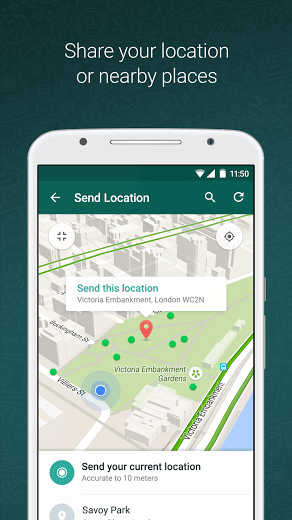 Share your location
or nearby places
11:50
Send Location
Send this location
Victoria Embankment, London WC2N
Buckingham St
Victoria Embankment
Gardens
Villiers St
Victoria Embankment
Send your current location
Accurate to 10 meters
Savoy Park